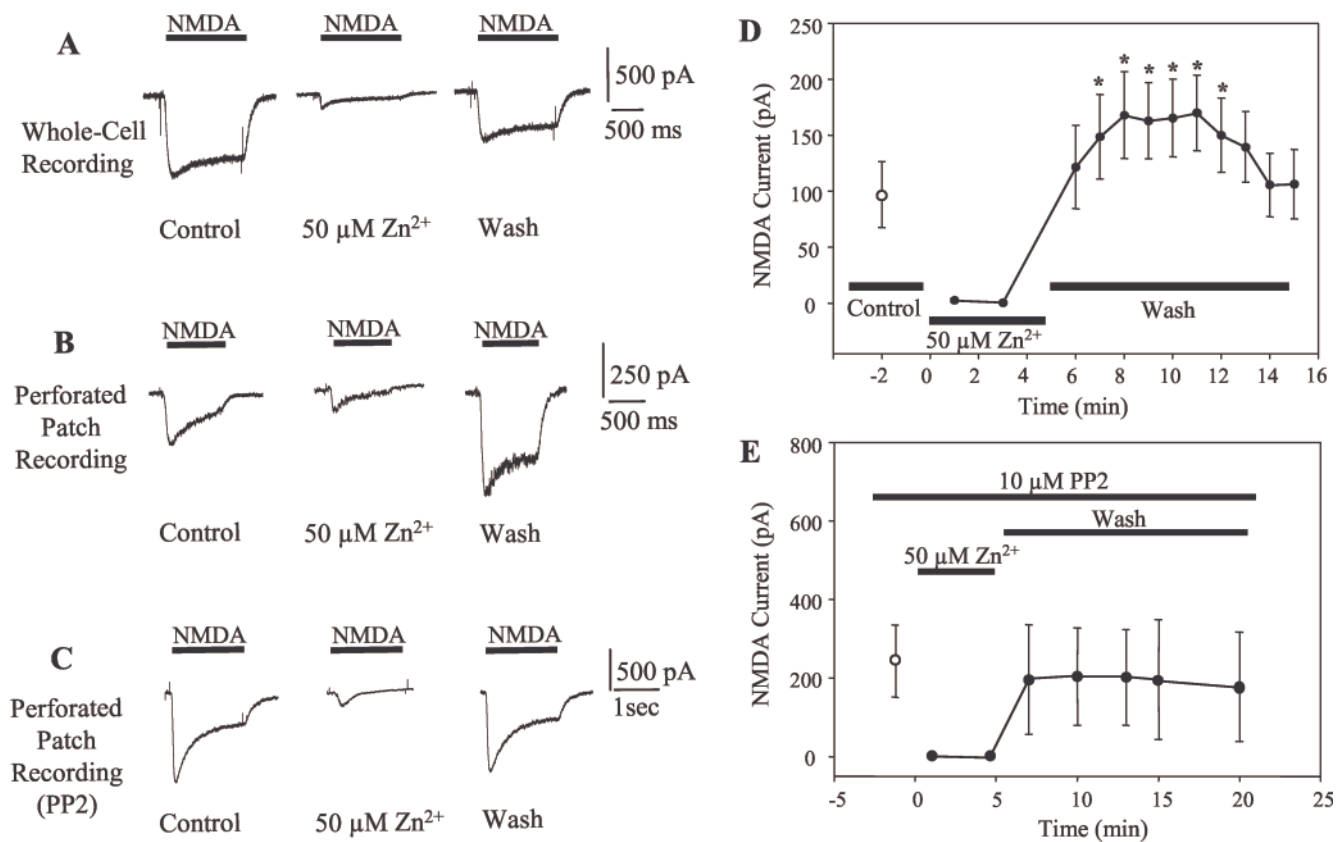 A
NMDA
NMDA
NMDA
500 pA
500 ms
Whole-Cell
Recording
Control
50 µM Zn²⁺
Wash
B
NMDA
NMDA
NMDA
250 pA
500 ms
Perforated
Patch
Recording
Control
50 µM Zn²⁺
Wash
C
NMDA
NMDA
NMDA
500 pA
1sec
Perforated
Patch
Recording
(PP2)
Control
50 µM Zn²⁺
Wash
D
NMDA Current (pA)
250
200
150
100
50
0
* * * * * *
Control
50 µM Zn²⁺
Wash
-2 0 2 4 6 8 10 12 14 16
Time (min)
E
NMDA Current (pA)
800
600
400
200
0
10 µM PP2
Wash
50 µM Zn²⁺
-5 0 5 10 15 20 25
Time (min)